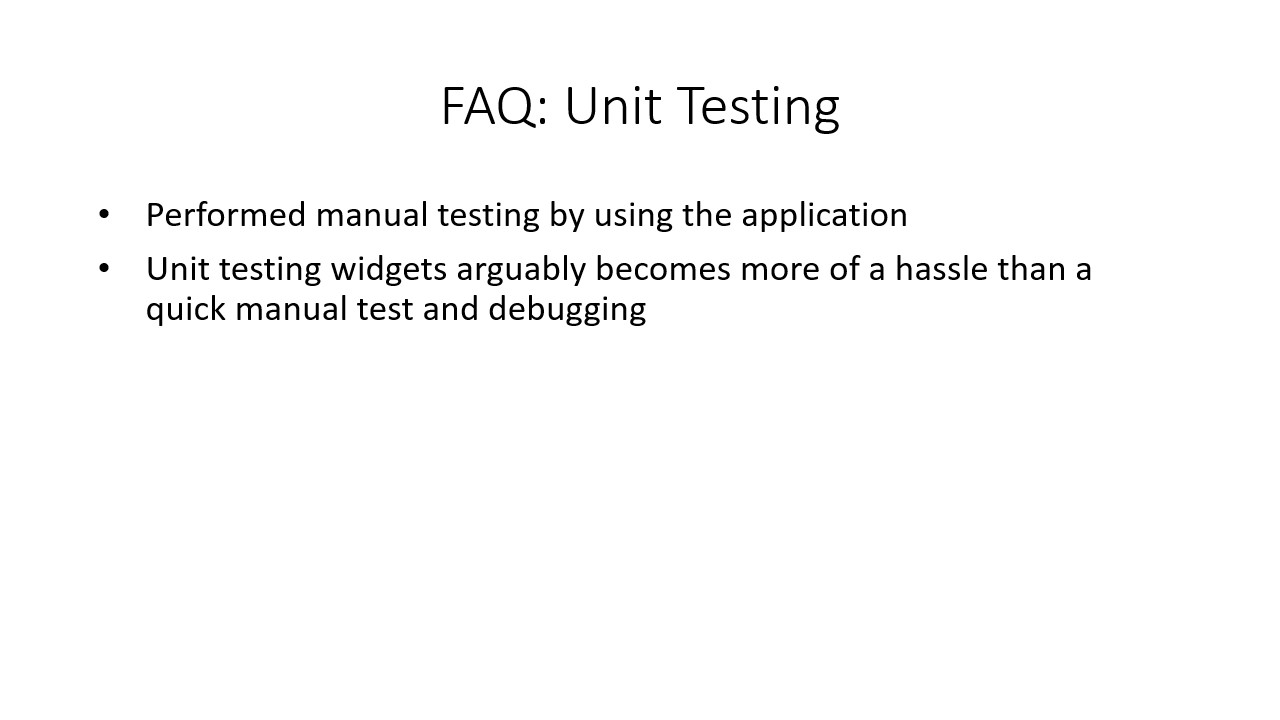 FAQ: Unit Testing
• Performed manual testing by using the application
• Unit testing widgets arguably becomes more of a hassle than a
quick manual test and debugging